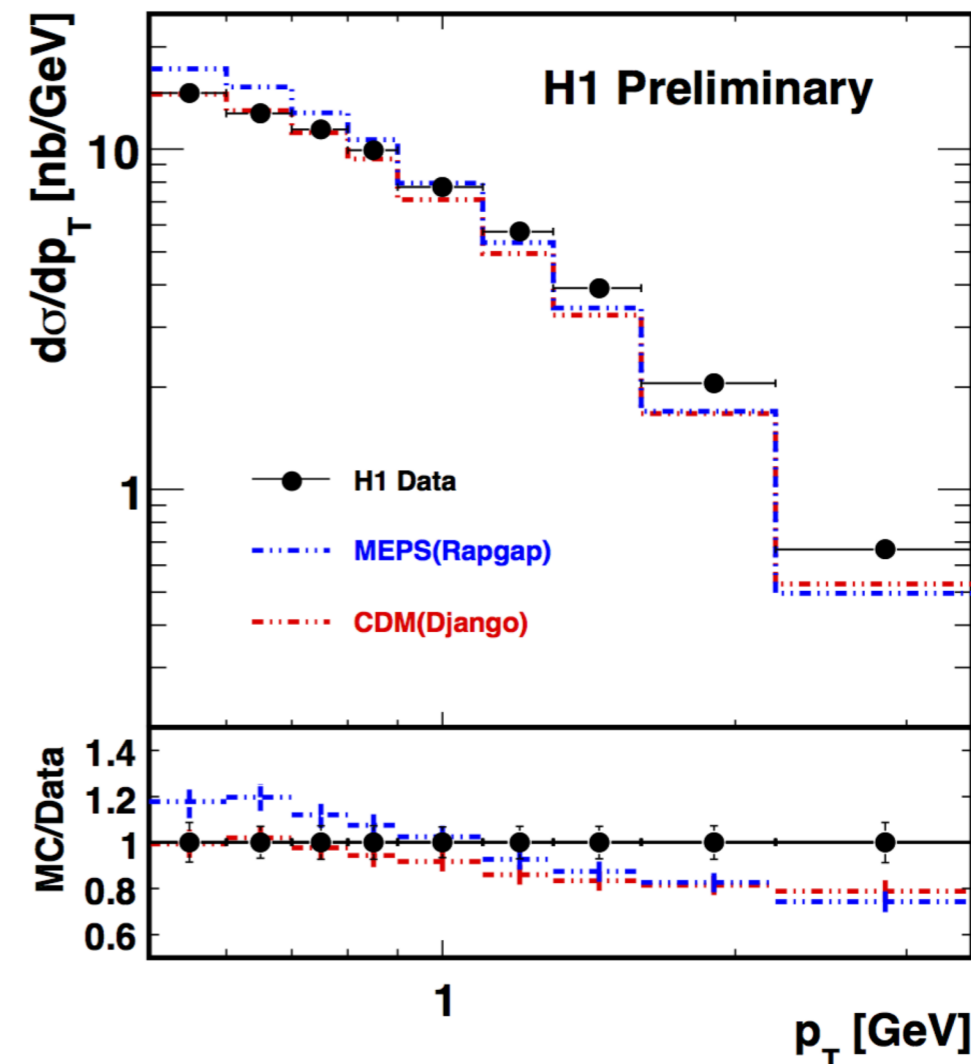 dσ/dp_T [nb/GeV]
H1 Preliminary
10
1
H1 Data
MEPS(Rapgap)
CDM(Django)
MC/Data
1.4
1.2
1
0.8
0.6
1
p_T [GeV]